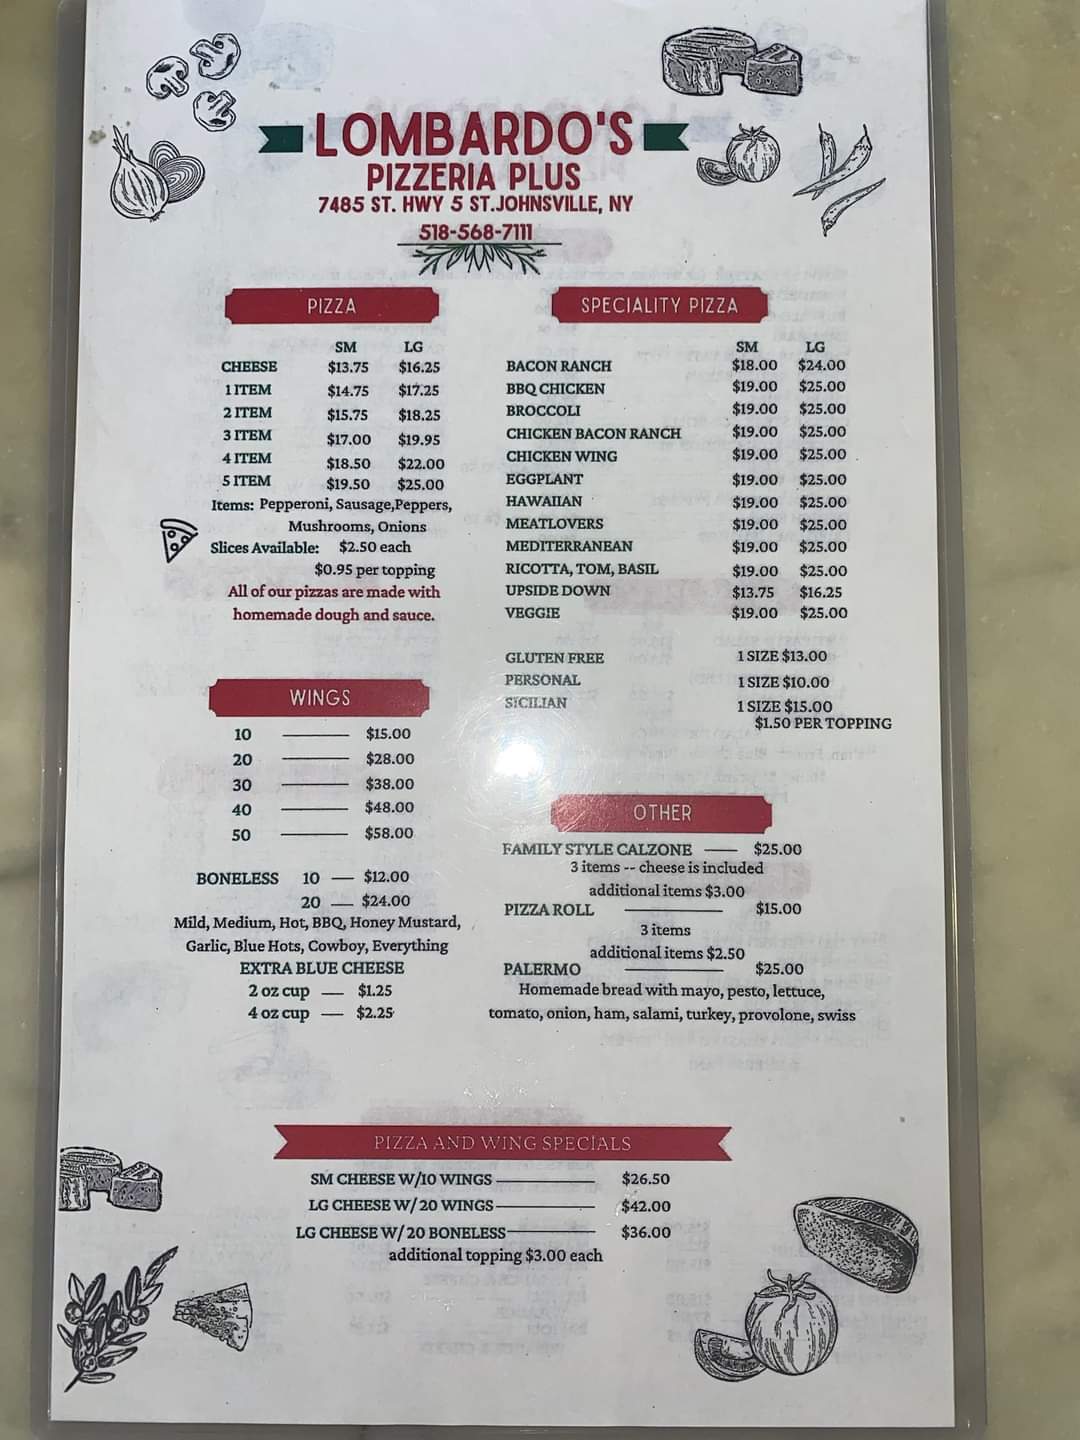 LOMBARDO'S
PIZZERIA PLUS
7485 ST. HWY 5 ST.JOHNSVILLE, NY
518-568-7111
PIZZA
SM LG
CHEESE $13.75 $16.25
1 ITEM $14.75 $17.25
2 ITEM $15.75 $18.25
3 ITEM $17.00 $19.95
4 ITEM $18.50 $22.00
5 ITEM $19.50 $25.00
Items: Pepperoni, Sausage,Peppers,
Mushrooms, Onions
Slices Available: $2.50 each
$0.95 per topping
All of our pizzas are made with
homemade dough and sauce.
WINGS
10 $15.00
20 $28.00
30 $38.00
40 $48.00
50 $58.00
BONELESS 10 — $12.00
20 — $24.00
Mild, Medium, Hot, BBQ, Honey Mustard,
Garlic, Blue Hots, Cowboy, Everything
EXTRA BLUE CHEESE
2 oz cup — $1.25
4 oz cup — $2.25
SPECIALITY PIZZA
SM LG
BACON RANCH $18.00 $24.00
BBQ CHICKEN $19.00 $25.00
BROCCOLI $19.00 $25.00
CHICKEN BACON RANCH $19.00 $25.00
CHICKEN WING $19.00 $25.00
EGGPLANT $19.00 $25.00
HAWAIIAN $19.00 $25.00
MEATLOVERS $19.00 $25.00
MEDITERRANEAN $19.00 $25.00
RICOTTA, TOM, BASIL $19.00 $25.00
UPSIDE DOWN $13.75 $16.25
VEGGIE $19.00 $25.00
GLUTEN FREE 1 SIZE $13.00
PERSONAL 1 SIZE $10.00
SICILIAN 1 SIZE $15.00
$1.50 PER TOPPING
OTHER
FAMILY STYLE CALZONE — $25.00
3 items -- cheese is included
additional items $3.00
PIZZA ROLL $15.00
3 items
additional items $2.50
PALERMO $25.00
Homemade bread with mayo, pesto, lettuce,
tomato, onion, ham, salami, turkey, provolone, swiss
PIZZA AND WING SPECIALS
SM CHEESE W/10 WINGS $26.50
LG CHEESE W/ 20 WINGS $42.00
LG CHEESE W/ 20 BONELESS $36.00
additional topping $3.00 each